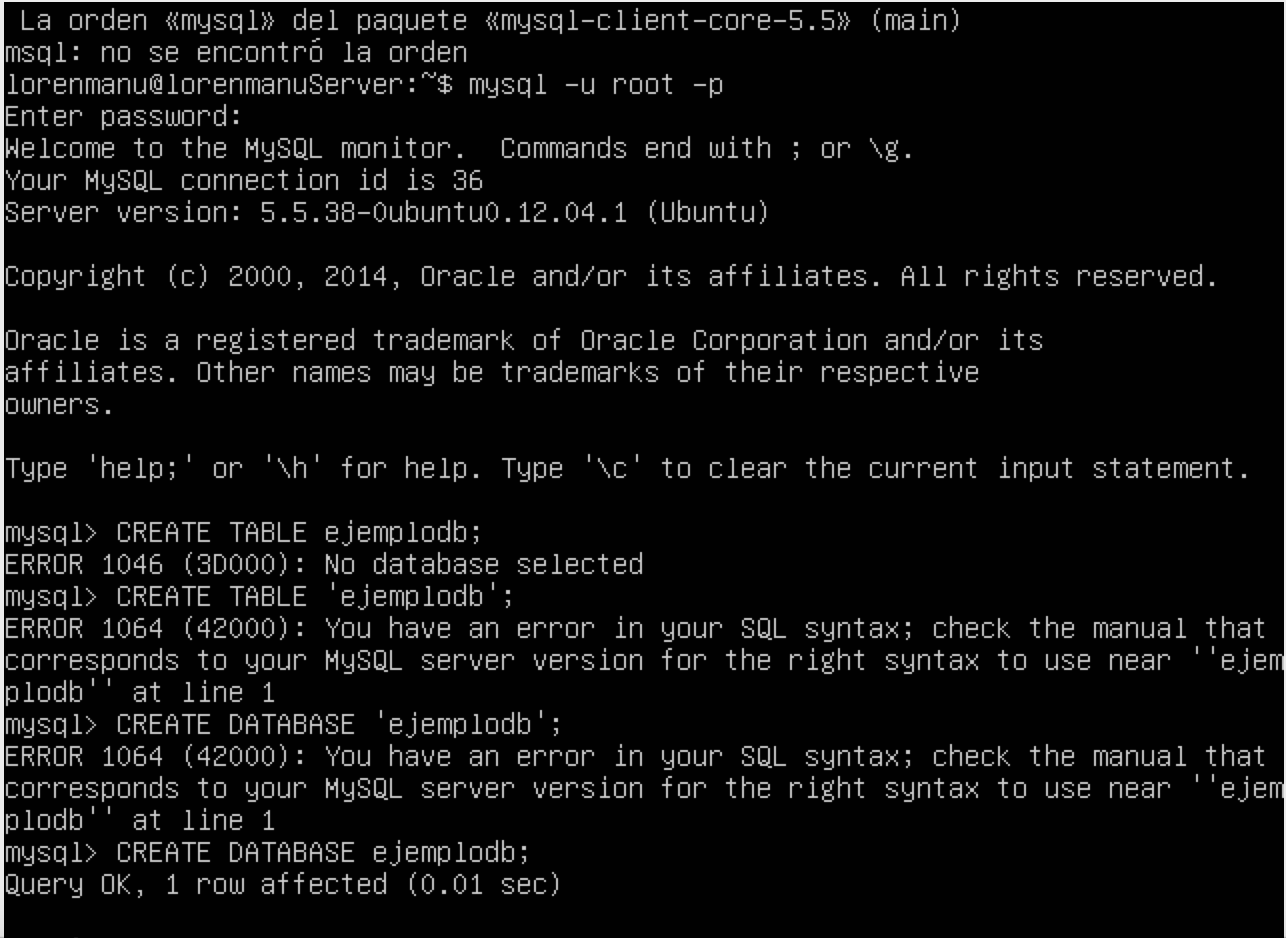 La orden «mysql» del paquete «mysql-client-core-5.5» (main)
msql: no se encontró la orden
lorenmanu@lorenmanuServer:~$ mysql -u root -p
Enter password:
Welcome to the MySQL monitor.  Commands end with ; or \g.
Your MySQL connection id is 36
Server version: 5.5.38-0ubuntu0.12.04.1 (Ubuntu)
Copyright (c) 2000, 2014, Oracle and/or its affiliates. All rights reserved.
Oracle is a registered trademark of Oracle Corporation and/or its
affiliates. Other names may be trademarks of their respective
owners.
Type 'help;' or '\h' for help. Type '\c' to clear the current input statement.
mysql> CREATE TABLE ejemplodb;
ERROR 1046 (3D000): No database selected
mysql> CREATE TABLE 'ejemplodb';
ERROR 1064 (42000): You have an error in your SQL syntax; check the manual that
corresponds to your MySQL server version for the right syntax to use near ''ejem
plodb'' at line 1
mysql> CREATE DATABASE 'ejemplodb';
ERROR 1064 (42000): You have an error in your SQL syntax; check the manual that
corresponds to your MySQL server version for the right syntax to use near ''ejem
plodb'' at line 1
mysql> CREATE DATABASE ejemplodb;
Query OK, 1 row affected (0.01 sec)